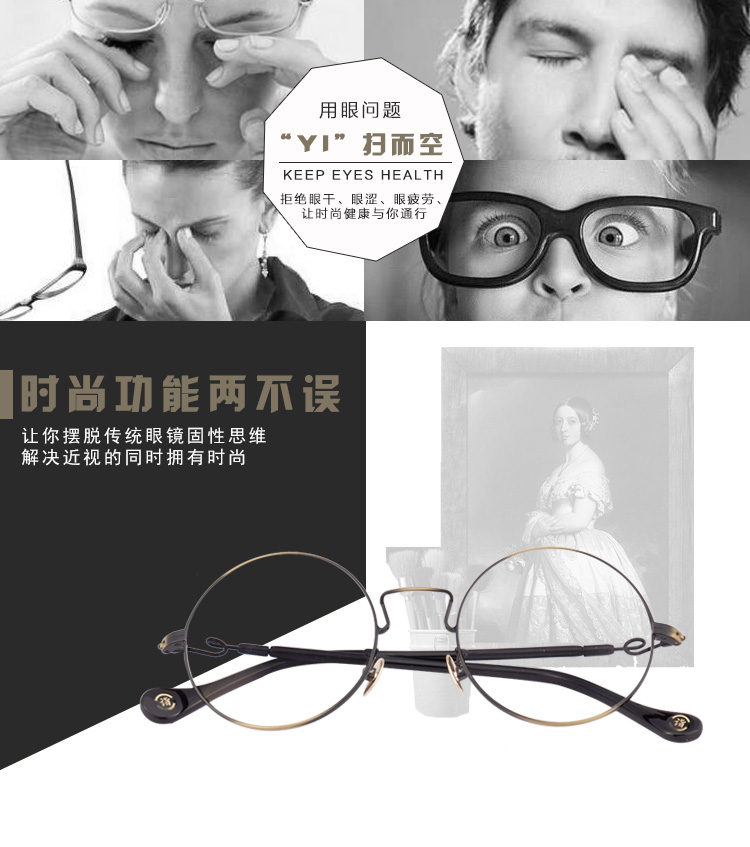 用眼问题
“YI”扫而空
KEEP EYES HEALTH
拒绝眼干、眼涩、眼疲劳、
让时尚健康与你通行
时尚功能两不误
让你摆脱传统眼镜固性思维
解决近视的同时拥有时尚